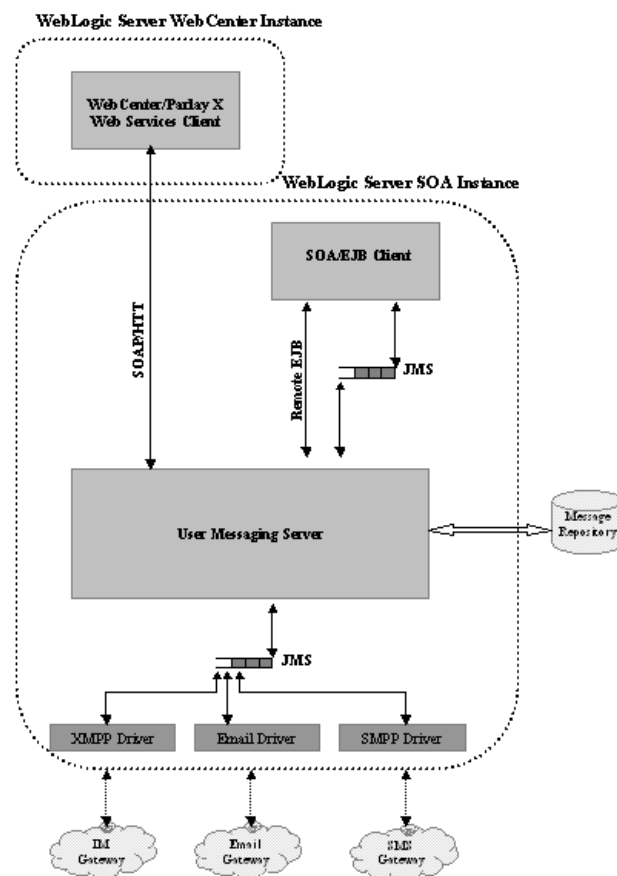 WebLogic Server WebCenter Instance
WebCenter/Parlay X
Web Services Client
WebLogic Server SOA Instance
SOA/EJB Client
SOAP/HTT
Remote EJB
JMS
User Messaging Server
Message
Repository
JMS
XMPP Driver
Email Driver
SMPP Driver
IM
Gateway
Email
Gateway
SMS
Gateway